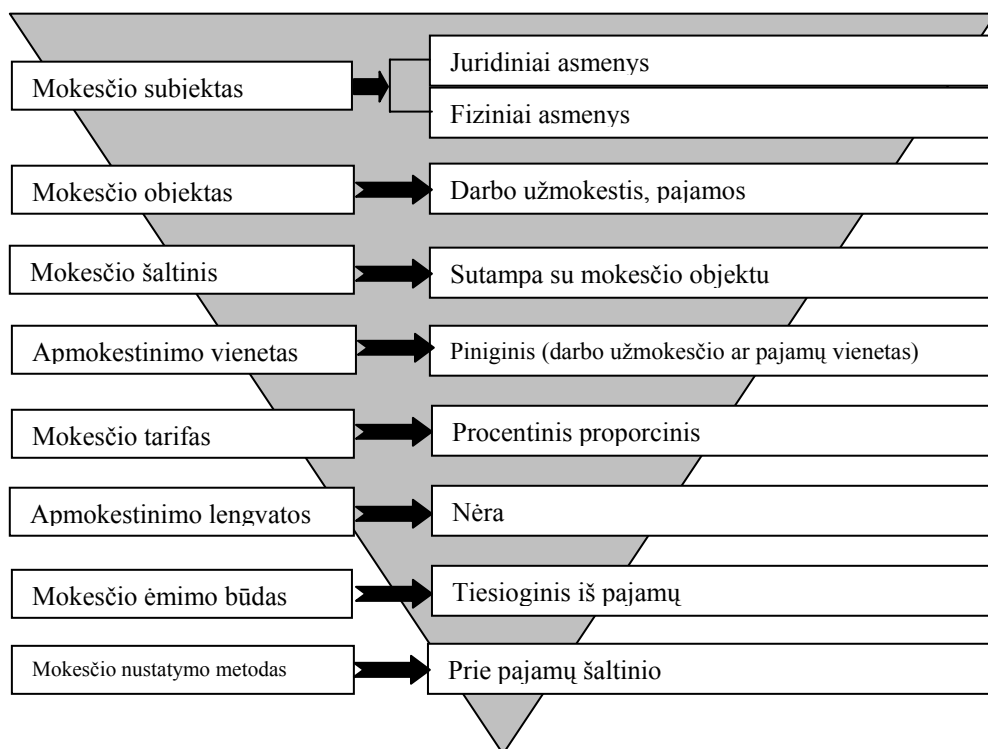 Mokesčio subjektas
Juridiniai asmenys
Fiziniai asmenys
Mokesčio objektas
Darbo užmokestis, pajamos
Mokesčio šaltinis
Sutampa su mokesčio objektu
Apmokestinimo vienetas
Piniginis (darbo užmokesčio ar pajamų vienetas)
Mokesčio tarifas
Procentinis proporcinis
Apmokestinimo lengvatos
Nėra
Mokesčio ėmimo būdas
Tiesioginis iš pajamų
Mokesčio nustatymo metodas
Prie pajamų šaltinio